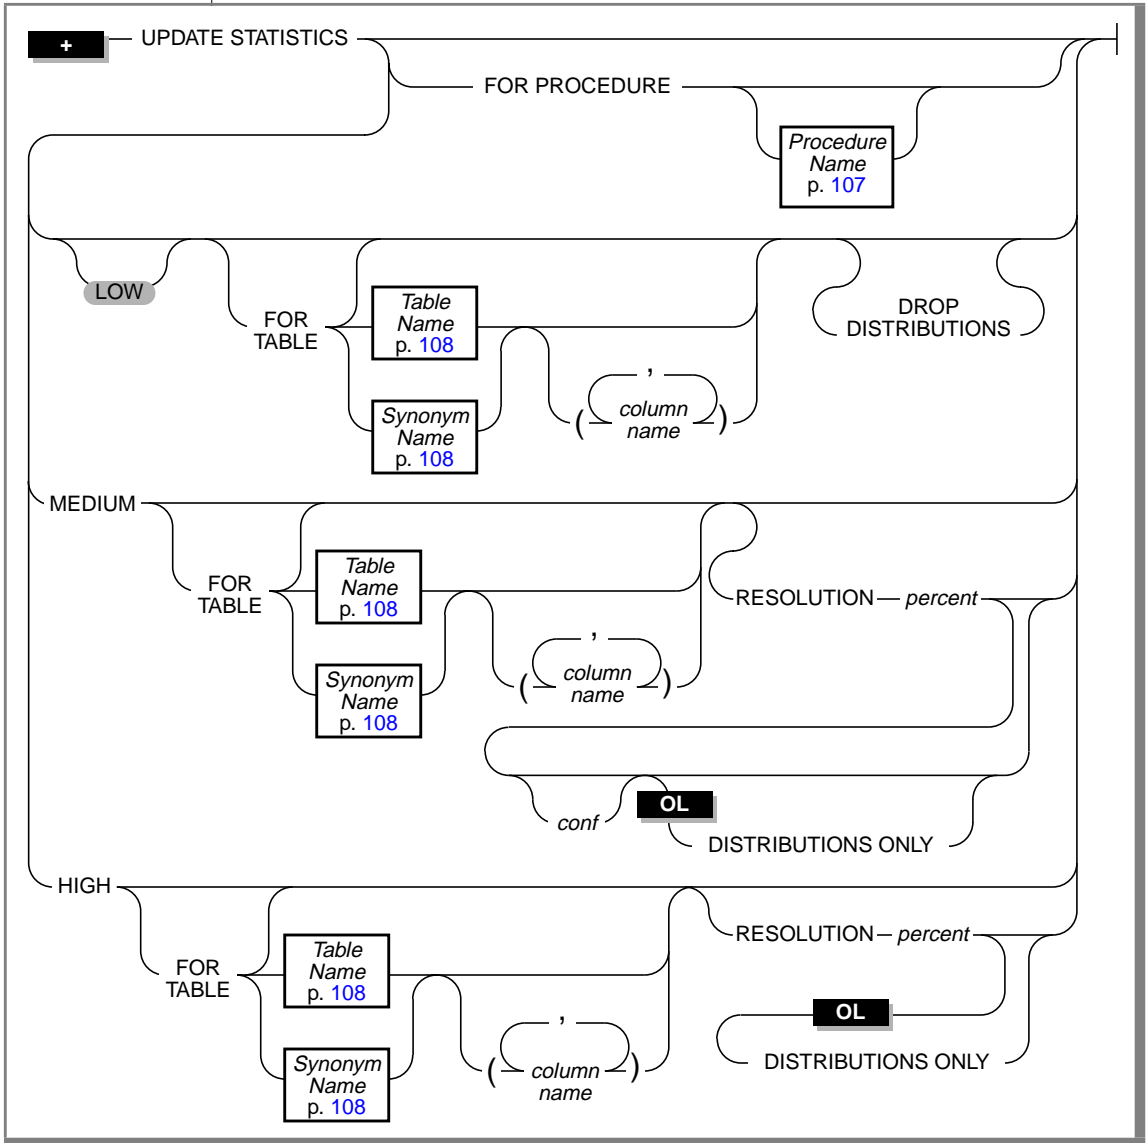 + UPDATE STATISTICS
FOR PROCEDURE
Procedure
Name
p. 107
LOW
FOR
TABLE
Table
Name
p. 108
Synonym
Name
p. 108
,
( column
name )
DROP
DISTRIBUTIONS
MEDIUM
FOR
TABLE
Table
Name
p. 108
Synonym
Name
p. 108
,
( column
name )
RESOLUTION percent
conf
OL
DISTRIBUTIONS ONLY
HIGH
FOR
TABLE
Table
Name
p. 108
Synonym
Name
p. 108
,
( column
name )
RESOLUTION percent
OL
DISTRIBUTIONS ONLY